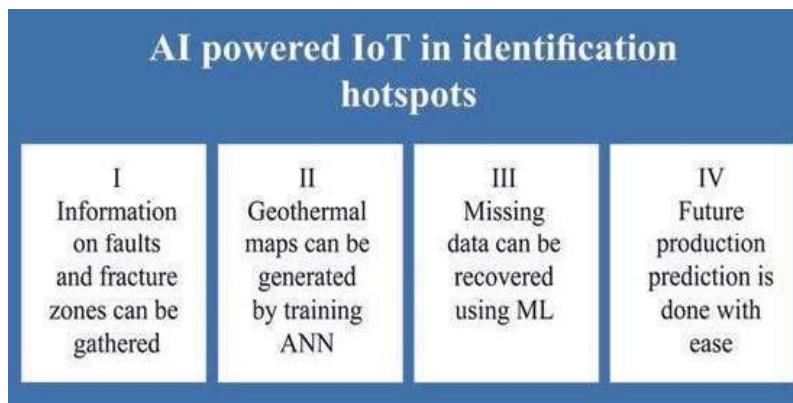 AI powered IoT in identification
hotspots
I
Information
on faults
and fracture
zones can be
gathered
II
Geothermal
maps can be
generated
by training
ANN
III
Missing
data can be
recovered
using ML
IV
Future
production
prediction is
done with
ease